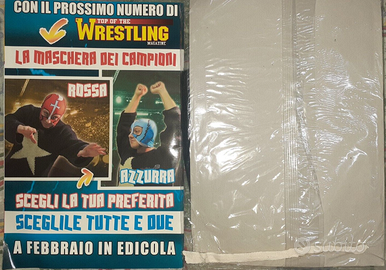 CON IL PROSSIMO NUMERO DI
TOP OF THE
WRESTLING
MAGAZINE
LA MASCHERA DEI CAMPIONI
ROSSA
AZZURRA
SCEGLI LA TUA PREFERITA
SCEGLILE TUTTE E DUE
A FEBBRAIO IN EDICOLA